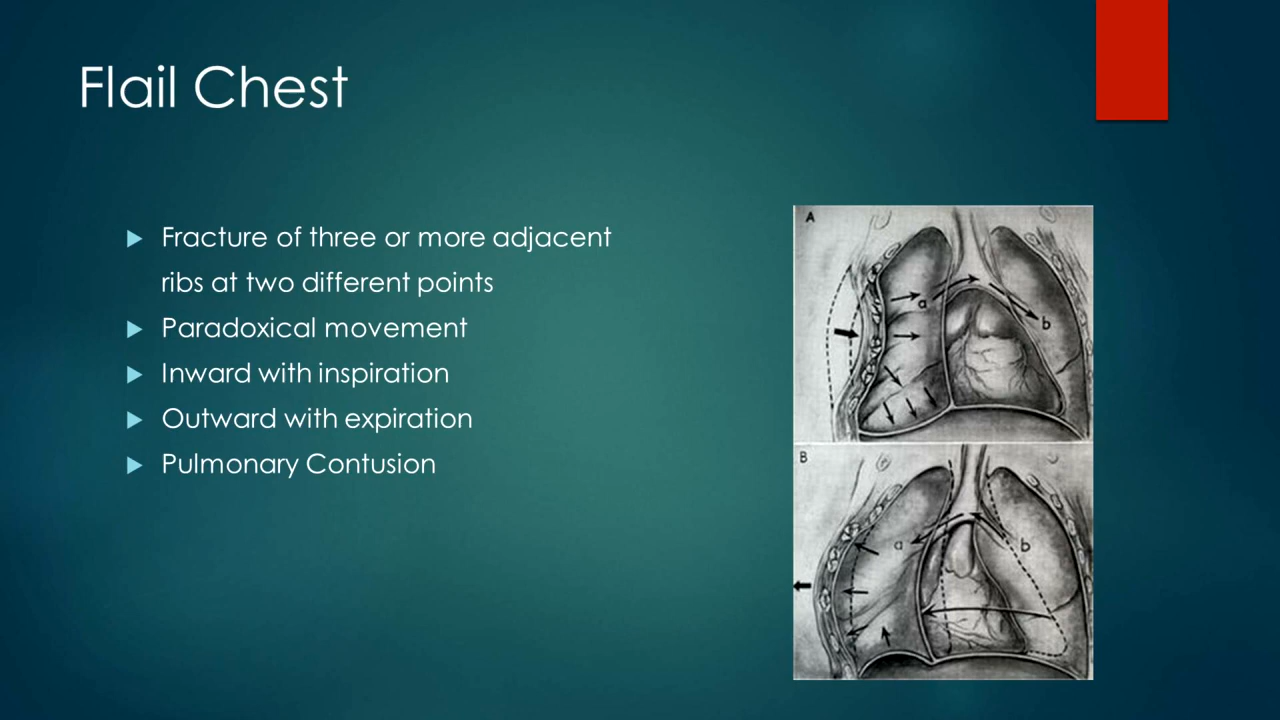 Flail Chest
Fracture of three or more adjacent
ribs at two different points
Paradoxical movement
Inward with inspiration
Outward with expiration
Pulmonary Contusion
A
a
b
B
a
b